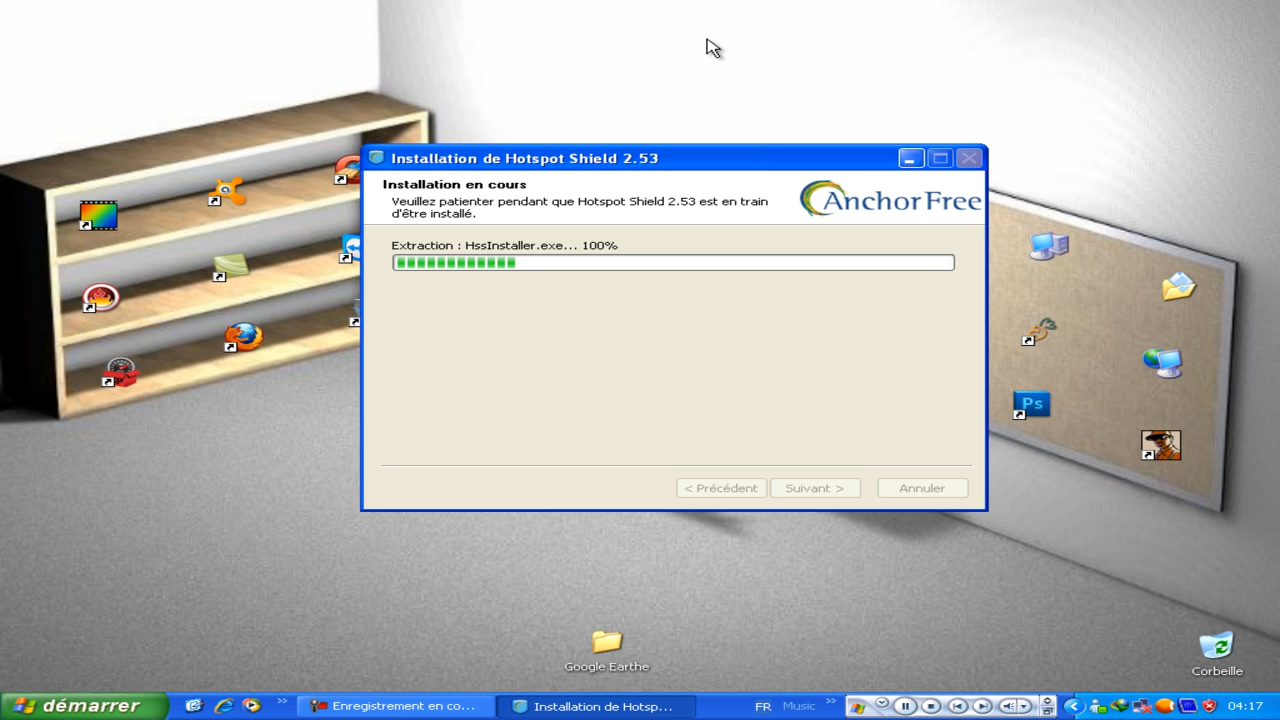 Installation de Hotspot Shield 2.53
Installation en cours
Veuillez patienter pendant que Hotspot Shield 2.53 est en train
d'être installé.
AnchorFree
Extraction : HssInstaller.exe... 100%
< Précédent
Suivant >
Annuler
Ps
Google Earthe
Corbeille
démarrer
Enregistrement en co...
Installation de Hotsp...
FR
Music
04:17